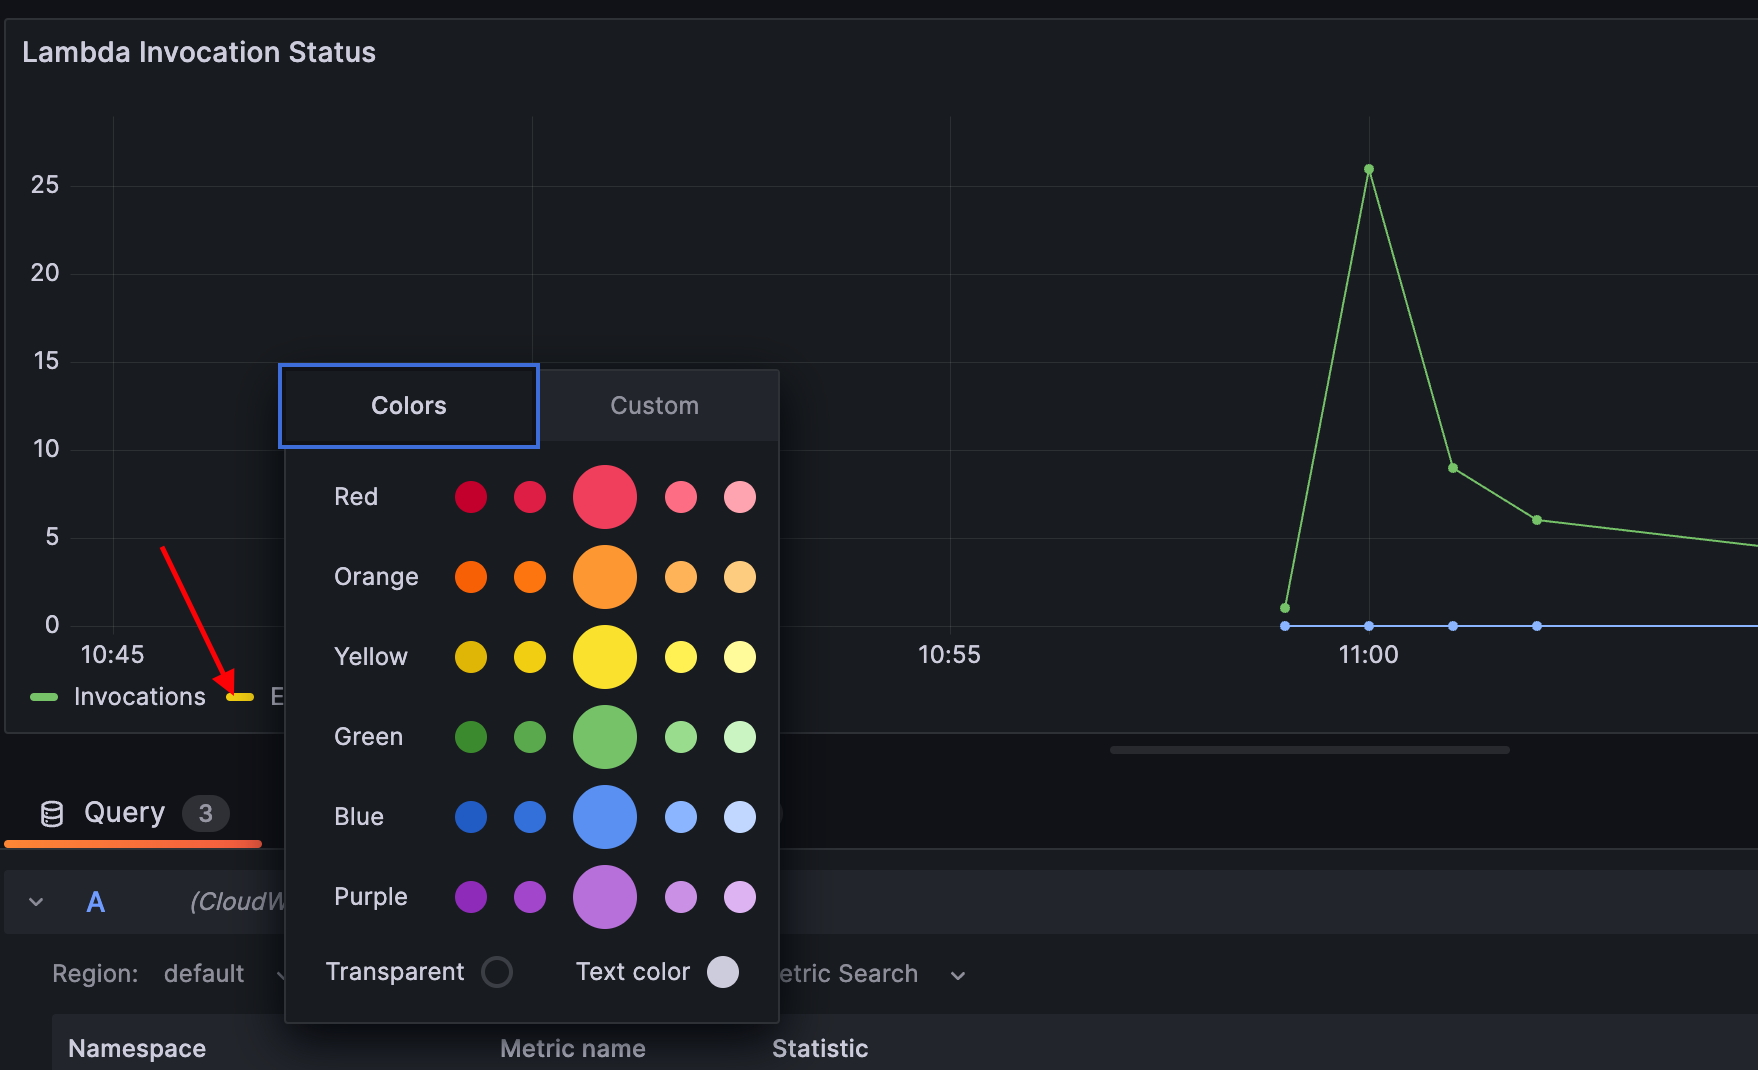 Lambda Invocation Status
25
20
15
10
5
0
10:45
10:55
11:00
Invocations E
Colors Custom
Red
Orange
Yellow
Green
Blue
Purple
Transparent Text color
Query 3
A (CloudW
Region: default etric Search
Namespace Metric name Statistic